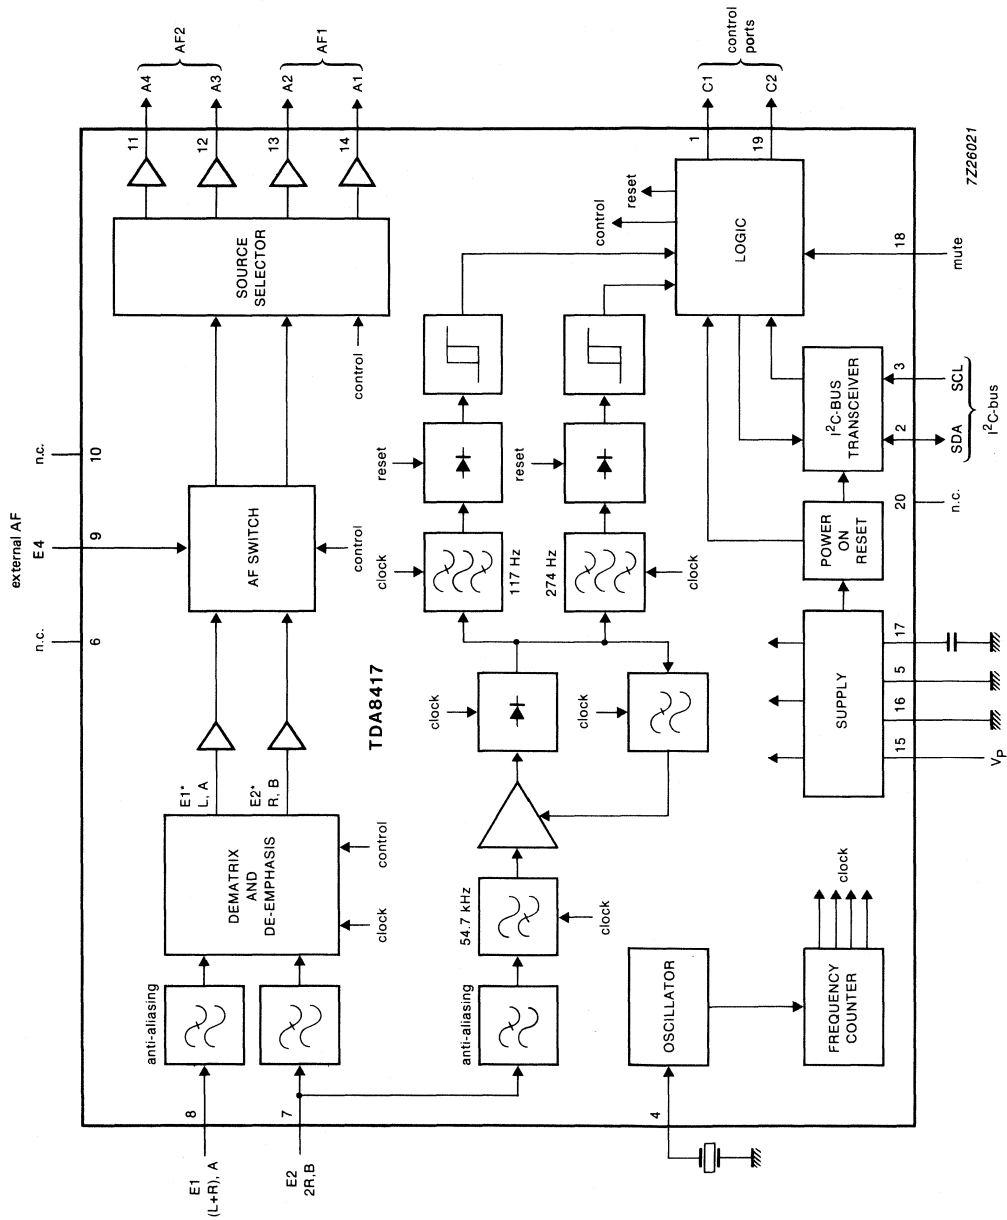 E1
(L+R), A
8
anti-aliasing
E2
2R,B
7
DEMATRIX
AND
DE-EMPHASIS
clock
control
E1*
L, A
E2*
R, B
n.c.
6
external AF
E4
9
AF SWITCH
control
n.c.
10
SOURCE
SELECTOR
control
11
A4
12
A3
AF2
13
A2
14
A1
AF1
TDA8417
anti-aliasing
54.7 kHz
clock
clock
clock
clock
117 Hz
reset
274 Hz
clock
reset
control
reset
LOGIC
1
C1
19
C2
control
ports
18
mute
4
OSCILLATOR
FREQUENCY
COUNTER
clock
SUPPLY
15
VP
16
5
17
POWER
ON
RESET
20
n.c.
I2C-BUS
TRANSCEIVER
2
SDA
3
SCL
I2C-bus
7Z26021